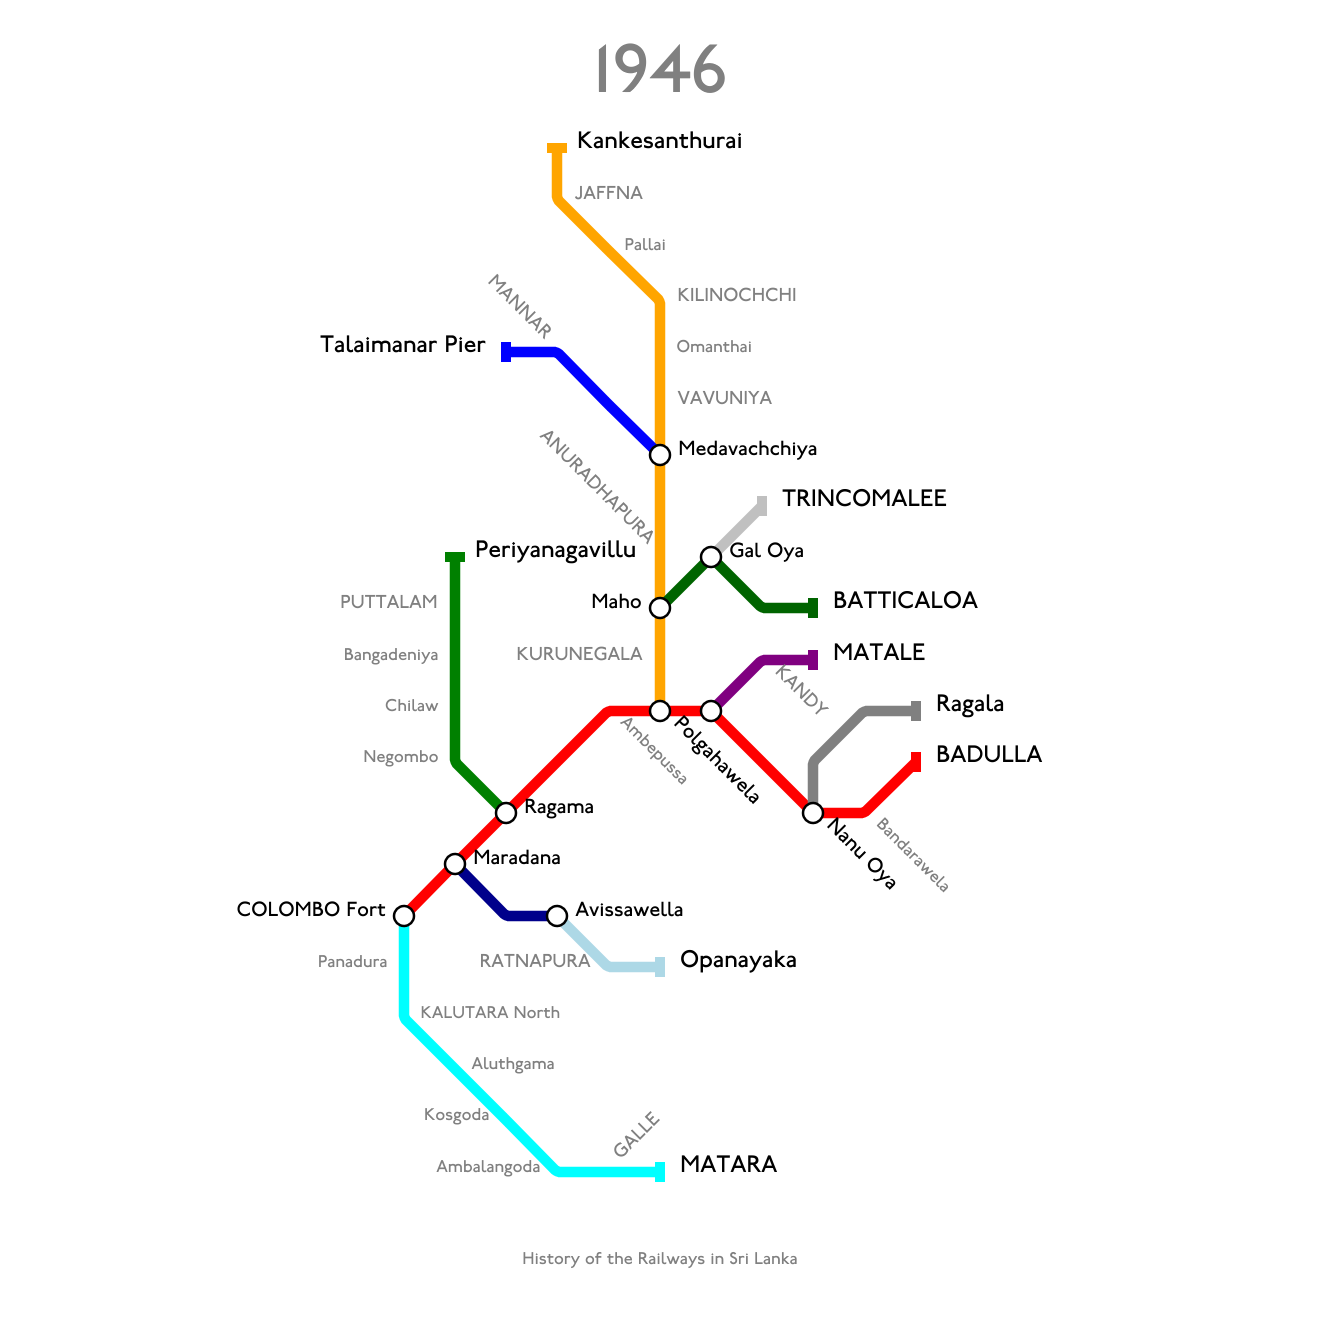 1946
Kankesanthurai
JAFFNA
Pallai
MANNAR
KILINOCHCHI
Talaimanar Pier
Omanthai
VAVUNIYA
Medavachchiya
ANURADHAPURA
TRINCOMALEE
Periyanagavillu
Gal Oya
PUTTALAM
Maho
BATTICALOA
Bangadeniya
KURUNEGALA
MATALE
KANDY
Chilaw
Ragala
Ambepussa
Polgahawela
Negombo
BADULLA
Ragama
Nanu Oya
Bandarawela
Maradana
COLOMBO Fort
Avissawella
Panadura
RATNAPURA
Opanayaka
KALUTARA North
Aluthgama
Kosgoda
GALLE
Ambalangoda
MATARA
History of the Railways in Sri Lanka